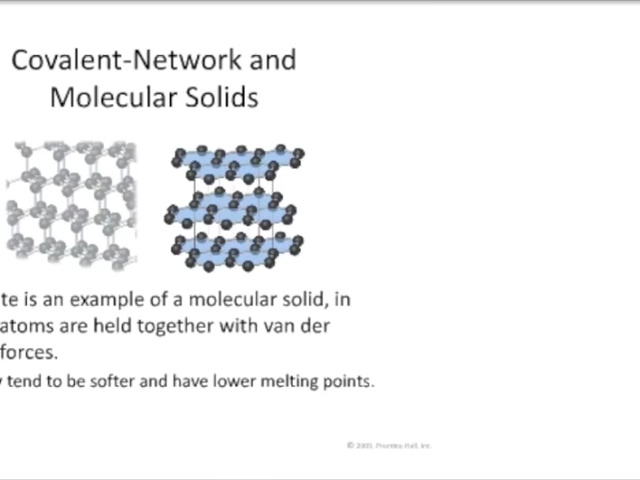 Covalent-Network and
Molecular Solids
te is an example of a molecular solid, in
atoms are held together with van der
forces.
y tend to be softer and have lower melting points.
© 2009, Prentice-Hall, Inc.